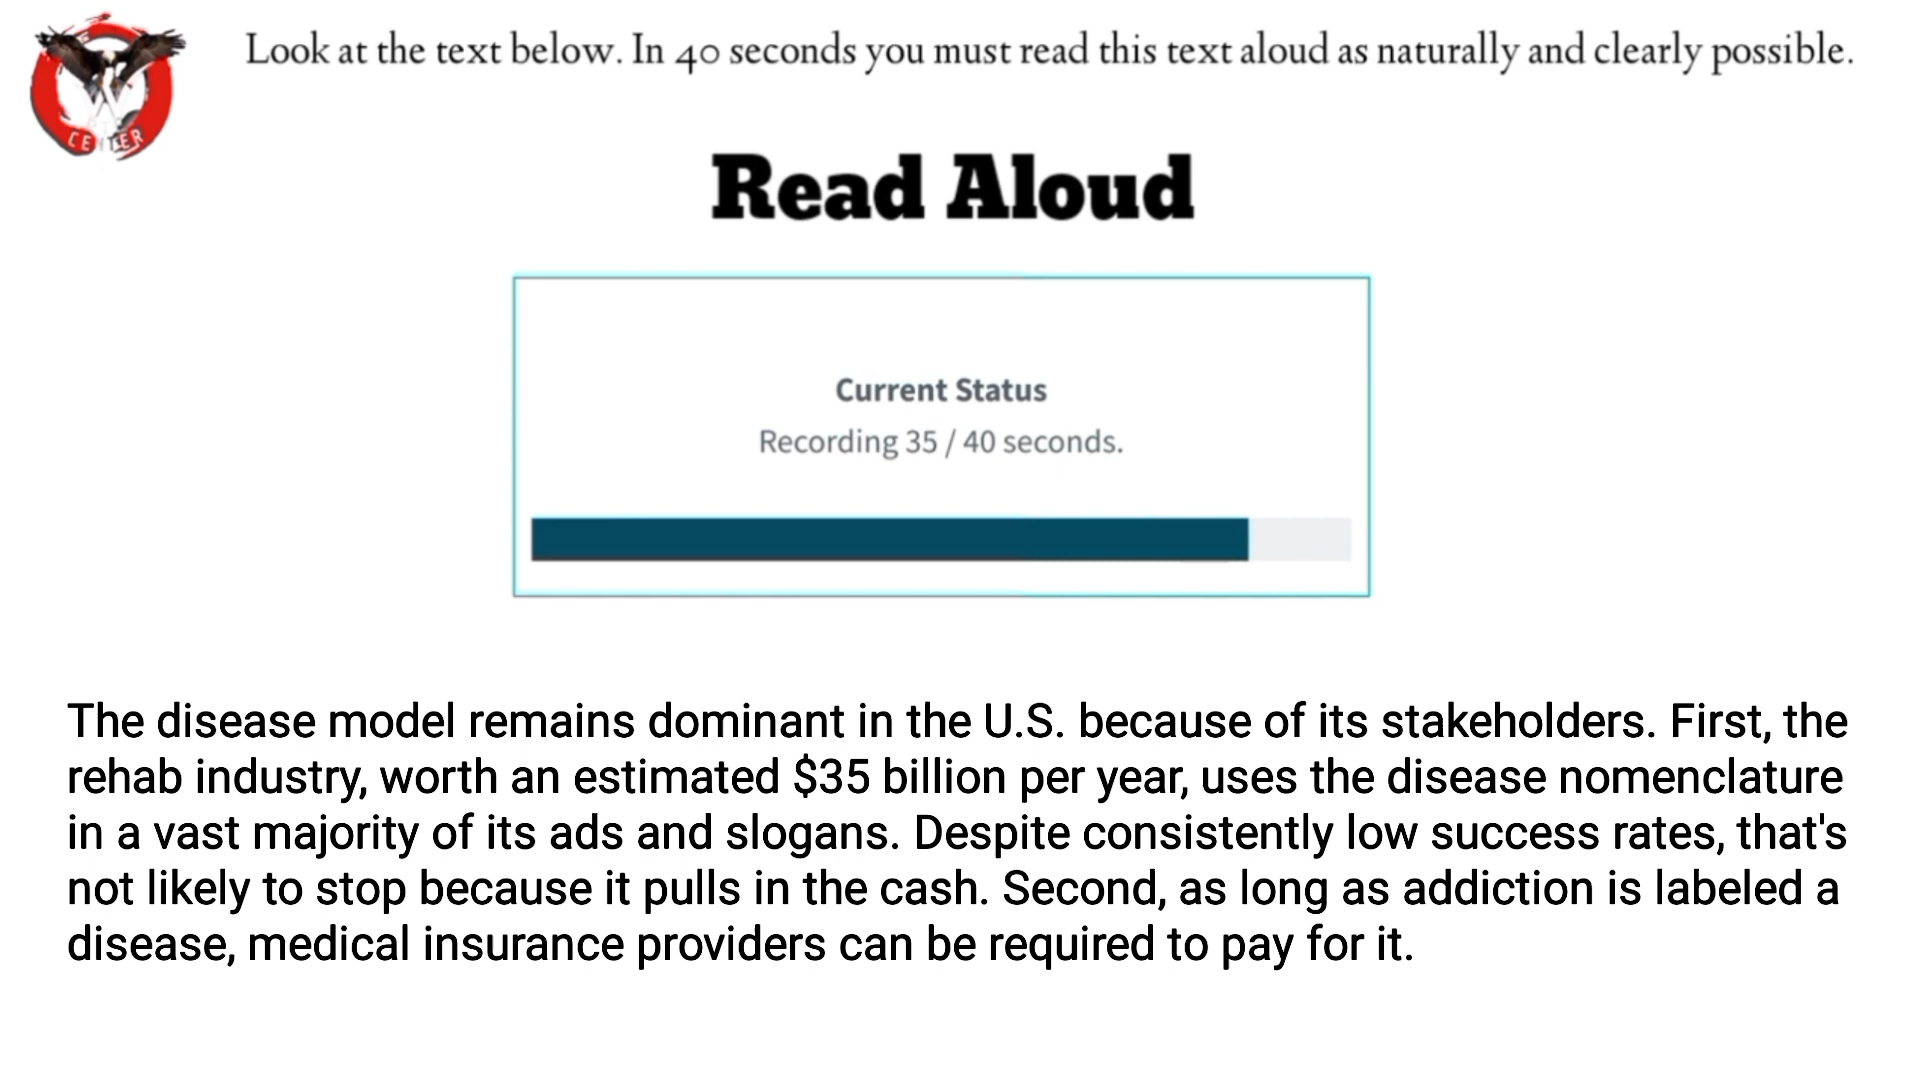 Look at the text below. In 40 seconds you must read this text aloud as naturally and clearly possible.
CENTER
Read Aloud
Current Status
Recording 35 / 40 seconds.
The disease model remains dominant in the U.S. because of its stakeholders. First, the
rehab industry, worth an estimated $35 billion per year, uses the disease nomenclature
in a vast majority of its ads and slogans. Despite consistently low success rates, that's
not likely to stop because it pulls in the cash. Second, as long as addiction is labeled a
disease, medical insurance providers can be required to pay for it.